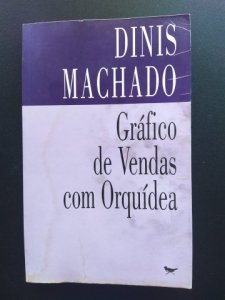 DINIS
MACHADO
Gráfico
de Vendas
com Orquídea